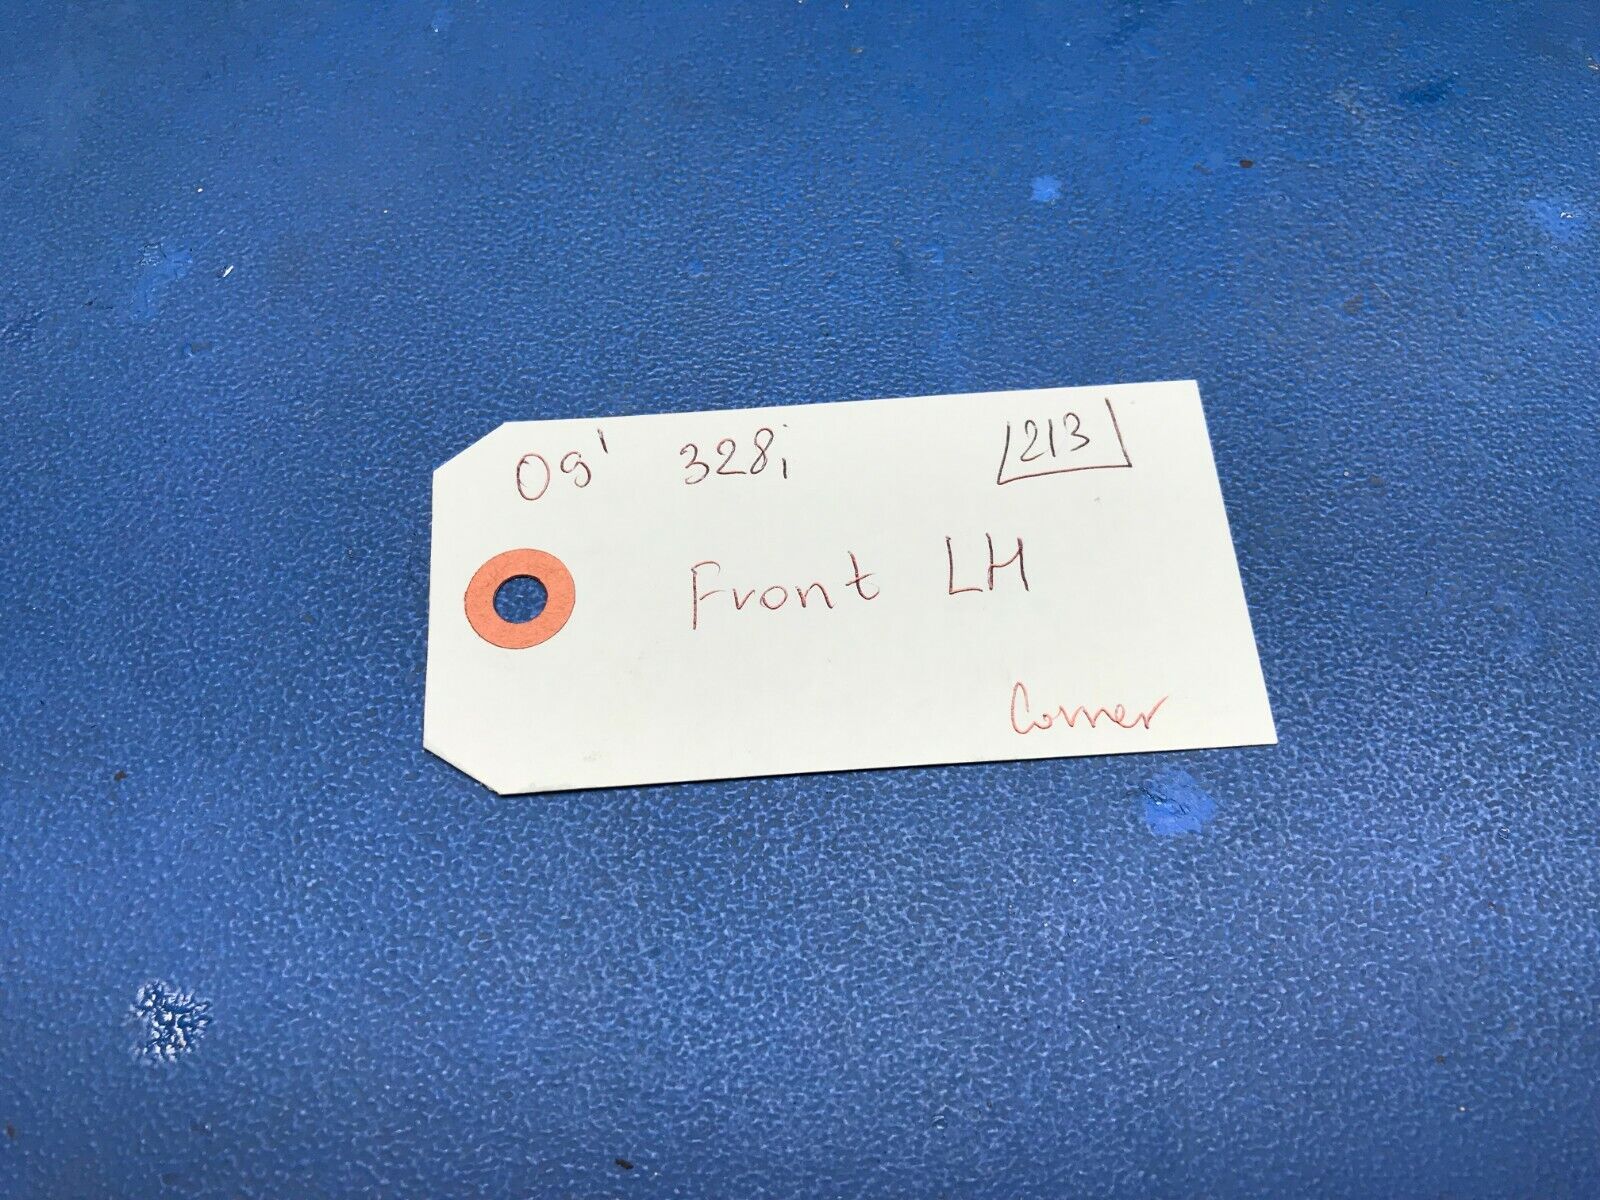 09' 328i 213
Front LH
Corner